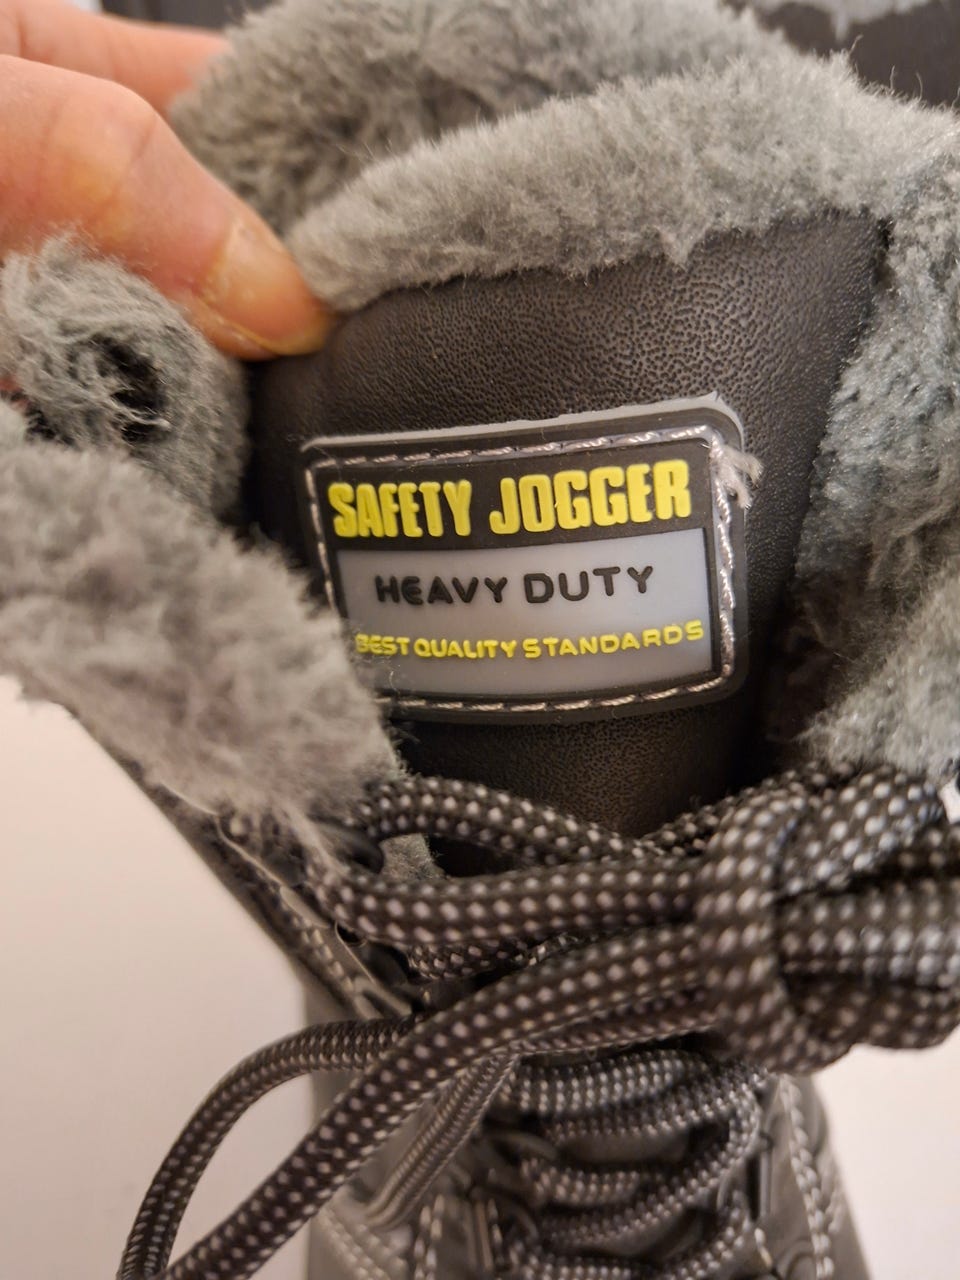 SAFETY JOGGER
HEAVY DUTY
BEST QUALITY STANDARDS